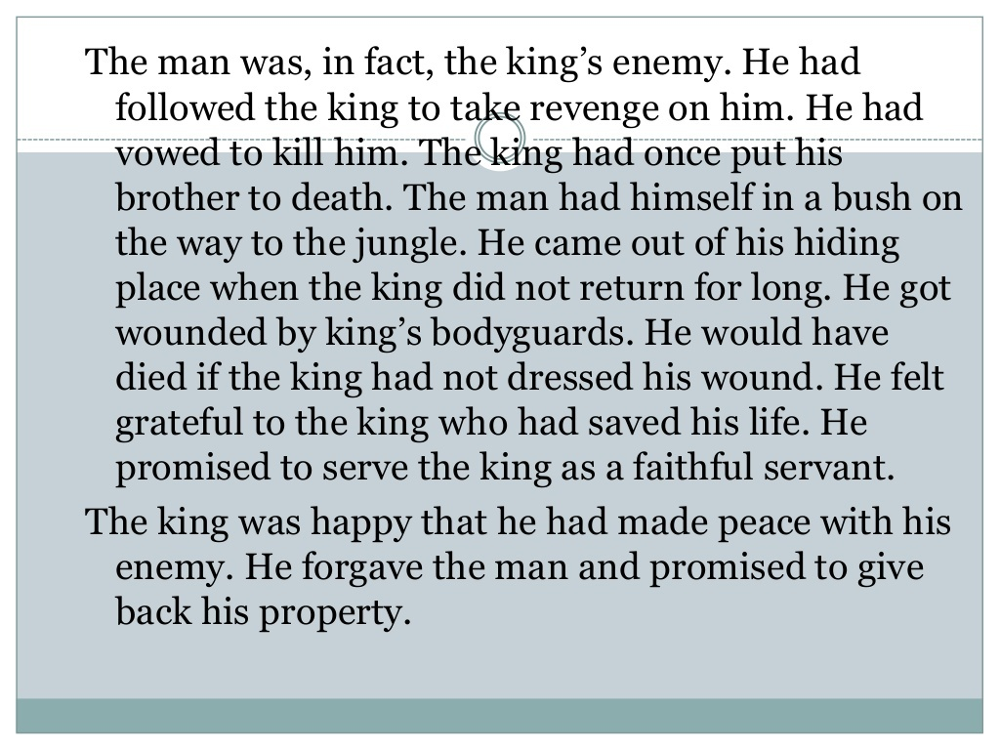 The man was, in fact, the king’s enemy. He had
followed the king to take revenge on him. He had
vowed to kill him. The king had once put his
brother to death. The man had himself in a bush on
the way to the jungle. He came out of his hiding
place when the king did not return for long. He got
wounded by king’s bodyguards. He would have
died if the king had not dressed his wound. He felt
grateful to the king who had saved his life. He
promised to serve the king as a faithful servant.
The king was happy that he had made peace with his
enemy. He forgave the man and promised to give
back his property.